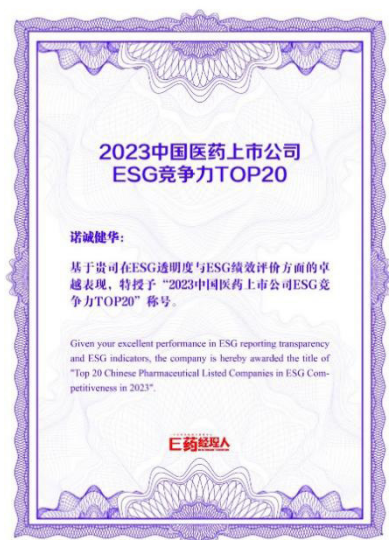 2023中国医药上市公司
ESG竞争力TOP20
诺诚健华:
基于贵司在ESG透明度与ESG绩效评价方面的卓
越表现，特授予“2023中国医药上市公司ESG竞
争力TOP20”称号。
Given your excellent performance in ESG reporting transparency
and ESG indicators, the company is hereby awarded the title of
"Top 20 Chinese Pharmaceutical Listed Companies in ESG Com-
petitiveness in 2023".
E药经理人